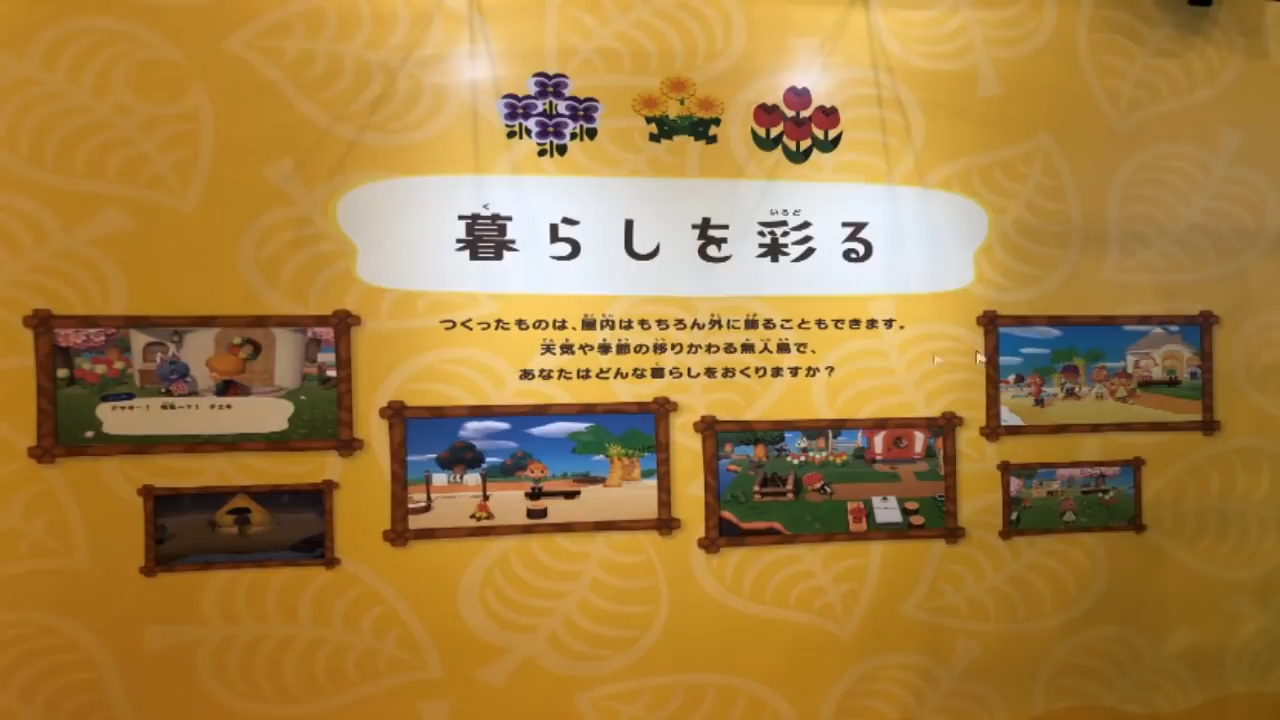 暮らしを彩る
つくったものは、屋内はもちろん外に飾ることもできます。
天気や季節の移りかわる無人島で、
あなたはどんな暮らしをおくりますか？